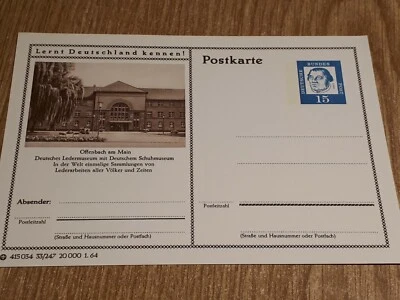 Lernt Deutschland kennen!
Offenbach am Main
Deutsches Ledermuseum mit Deutschem Schuhmuseum
In der Welt einmalige Sammlungen von
Lederarbeiten aller Völker und Zeiten
Absender:
Postleitzahl
(Straße und Hausnummer oder Postfach)
415 054 33/247 20 000 1. 64
Postkarte
DEUTSCHE
BUNDES
POST
15
Postleitzahl
(Straße und Hausnummer oder Postfach)